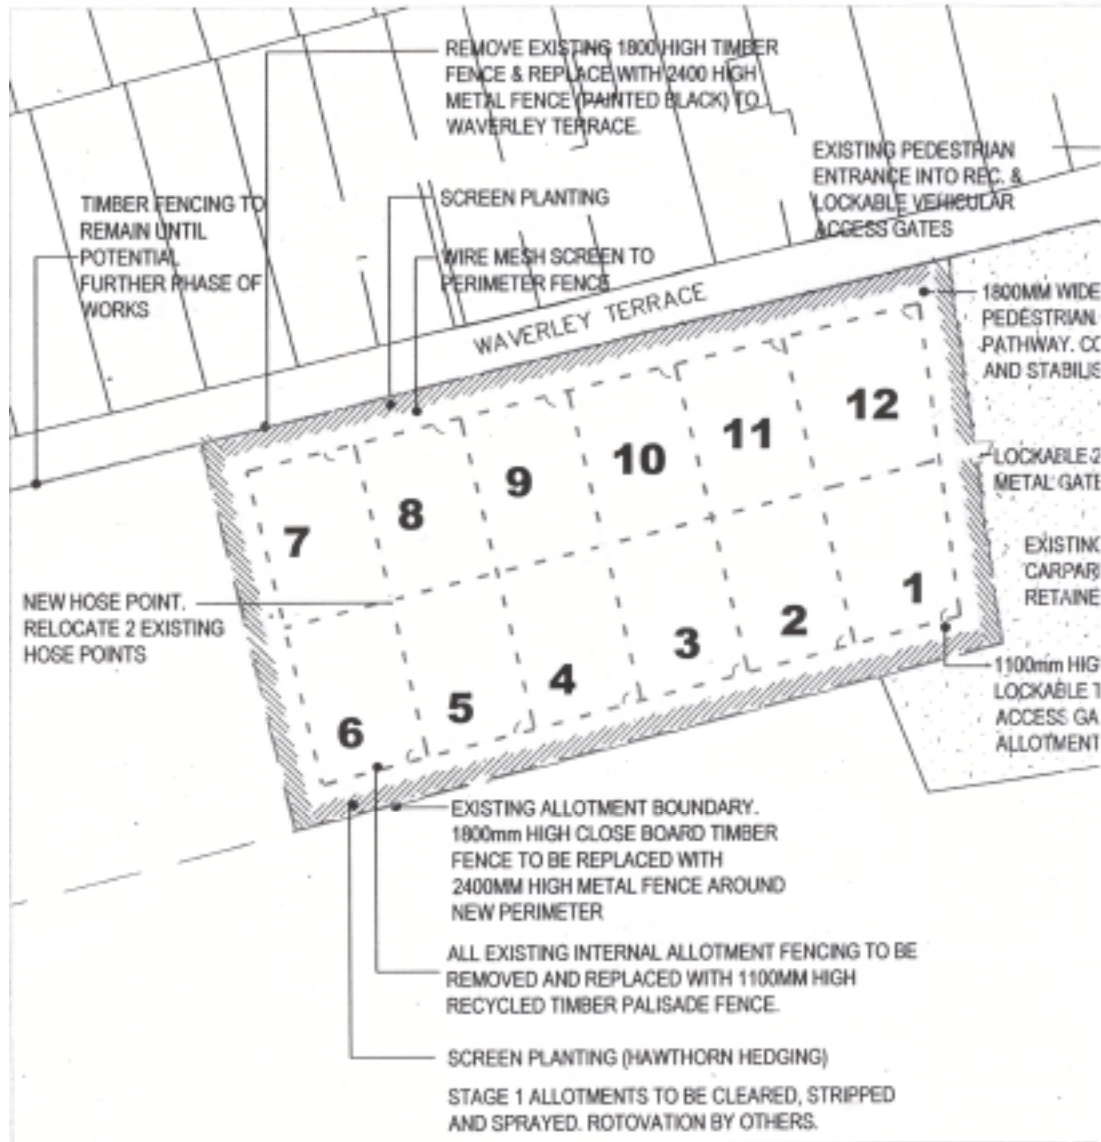 REMOVE EXISTING 1800 HIGH TIMBER
FENCE & REPLACE WITH 2400 HIGH
METAL FENCE (PAINTED BLACK) TO
WAVERLEY TERRACE.
EXISTING PEDESTRIAN
ENTRANCE INTO REC. &
LOCKABLE VEHICULAR
ACCESS GATES
TIMBER FENCING TO
REMAIN UNTIL
POTENTIAL
FURTHER PHASE OF
WORKS
SCREEN PLANTING
WIRE MESH SCREEN TO
PERIMETER FENCE
WAVERLEY TERRACE
1800MM WIDE
PEDESTRIAN
PATHWAY. CO
AND STABILIS
12
11
10
9
8
7
LOCKABLE 2
METAL GATE
EXISTING
CARPAR
RETAINE
NEW HOSE POINT.
RELOCATE 2 EXISTING
HOSE POINTS
1
2
3
4
5
6
1100mm HIG
LOCKABLE T
ACCESS GA
ALLOTMENT
EXISTING ALLOTMENT BOUNDARY.
1800mm HIGH CLOSE BOARD TIMBER
FENCE TO BE REPLACED WITH
2400MM HIGH METAL FENCE AROUND
NEW PERIMETER
ALL EXISTING INTERNAL ALLOTMENT FENCING TO BE
REMOVED AND REPLACED WITH 1100MM HIGH
RECYCLED TIMBER PALISADE FENCE.
SCREEN PLANTING (HAWTHORN HEDGING)
STAGE 1 ALLOTMENTS TO BE CLEARED, STRIPPED
AND SPRAYED. ROTOVATION BY OTHERS.